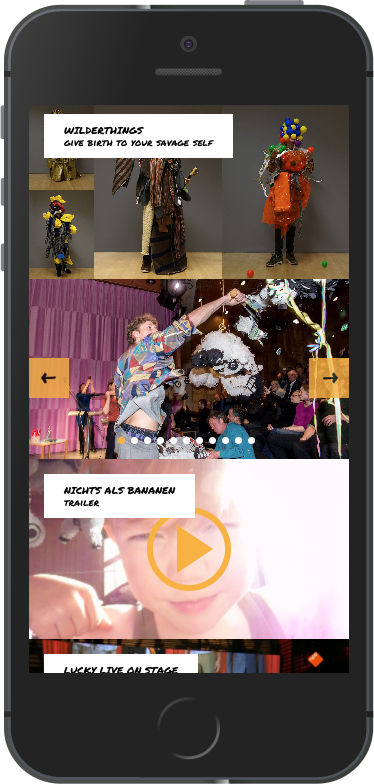 WILDERTHINGS
GIVE BIRTH TO YOUR SAVAGE SELF
NICHTS ALS BANANEN
TRAILER
LUCKY LIVE ON STAGE